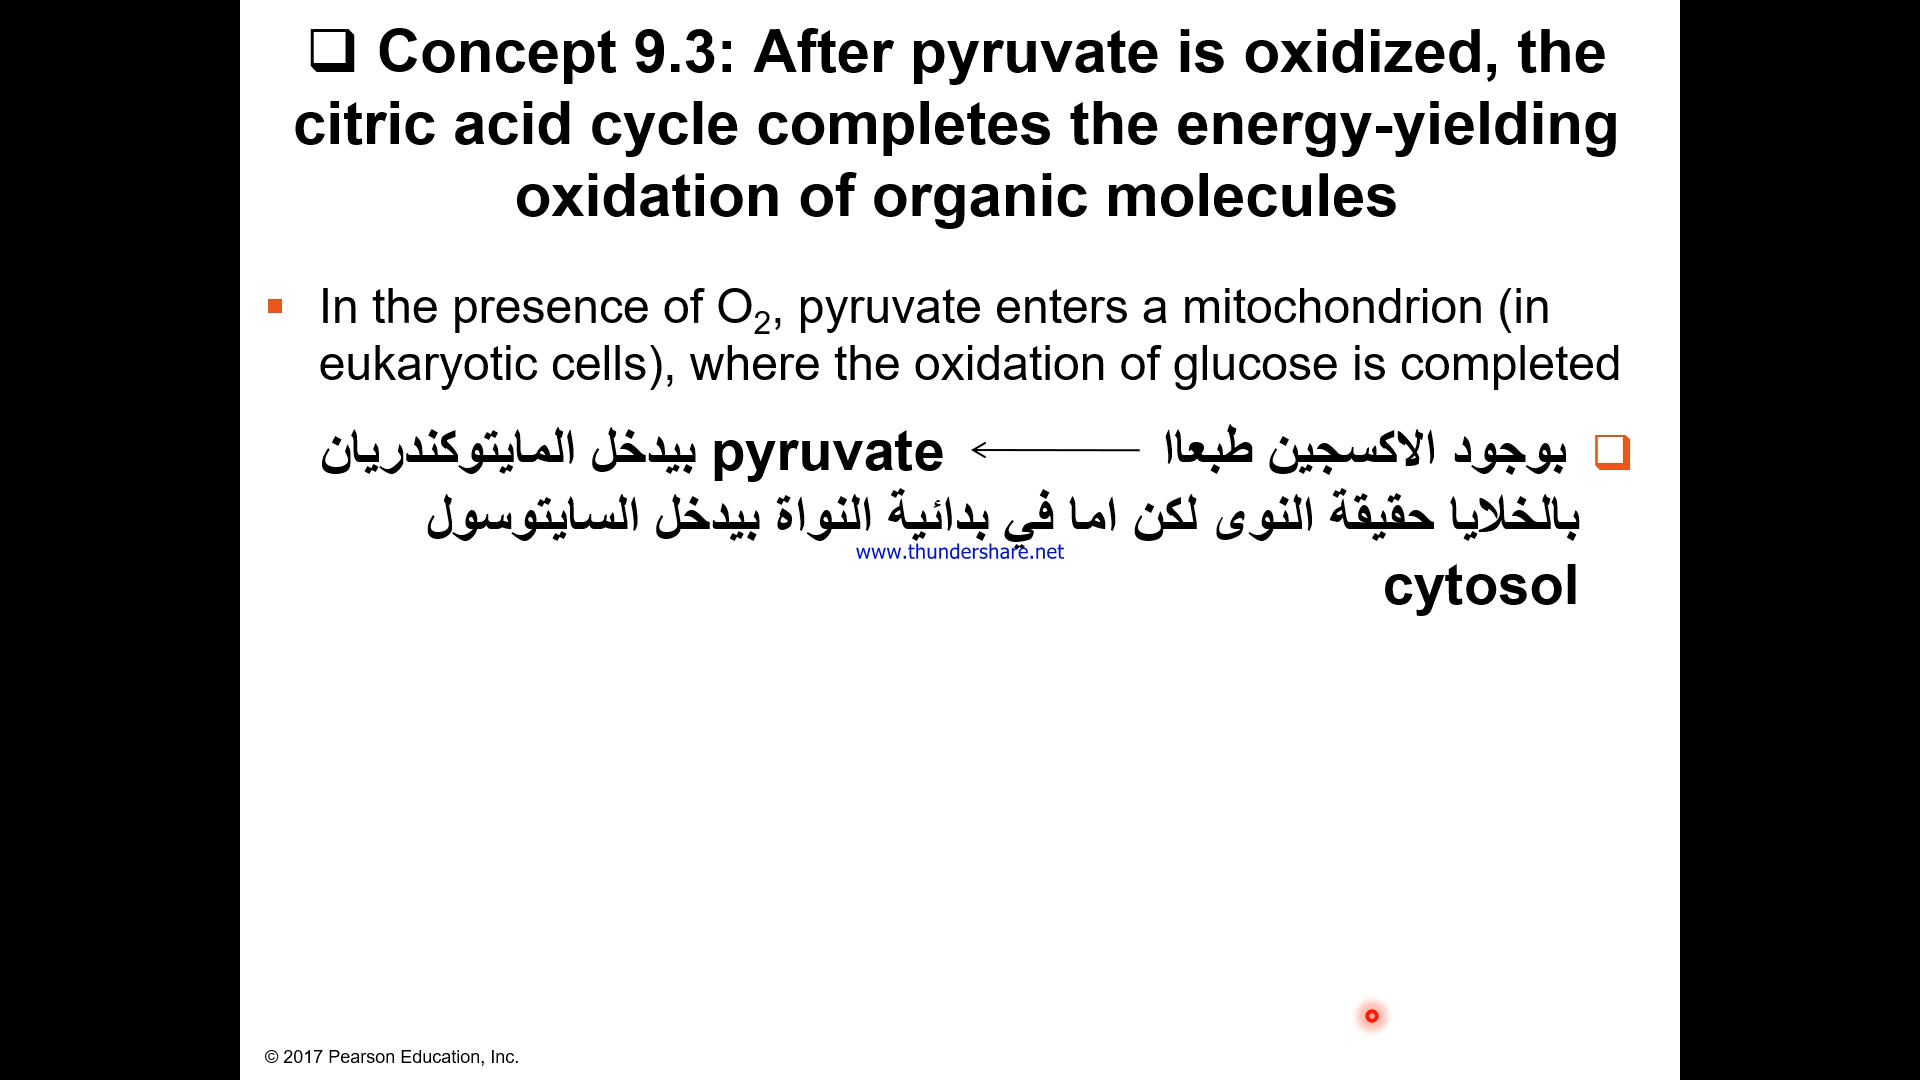 ❑ Concept 9.3: After pyruvate is oxidized, the
citric acid cycle completes the energy-yielding
oxidation of organic molecules
▪ In the presence of O₂, pyruvate enters a mitochondrion (in
eukaryotic cells), where the oxidation of glucose is completed
❑ بوجود الاكسجين طبعاا ← pyruvate بيدخل المايتوكندريان
بالخلايا حقيقة النوى لكن اما في بدائية النواة بيدخل السايتوسول
www.thundershare.net
cytosol
© 2017 Pearson Education, Inc.